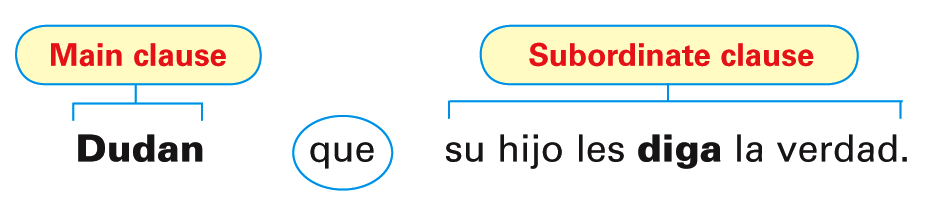 Main clause Subordinate clause
Dudan que su hijo les diga la verdad.